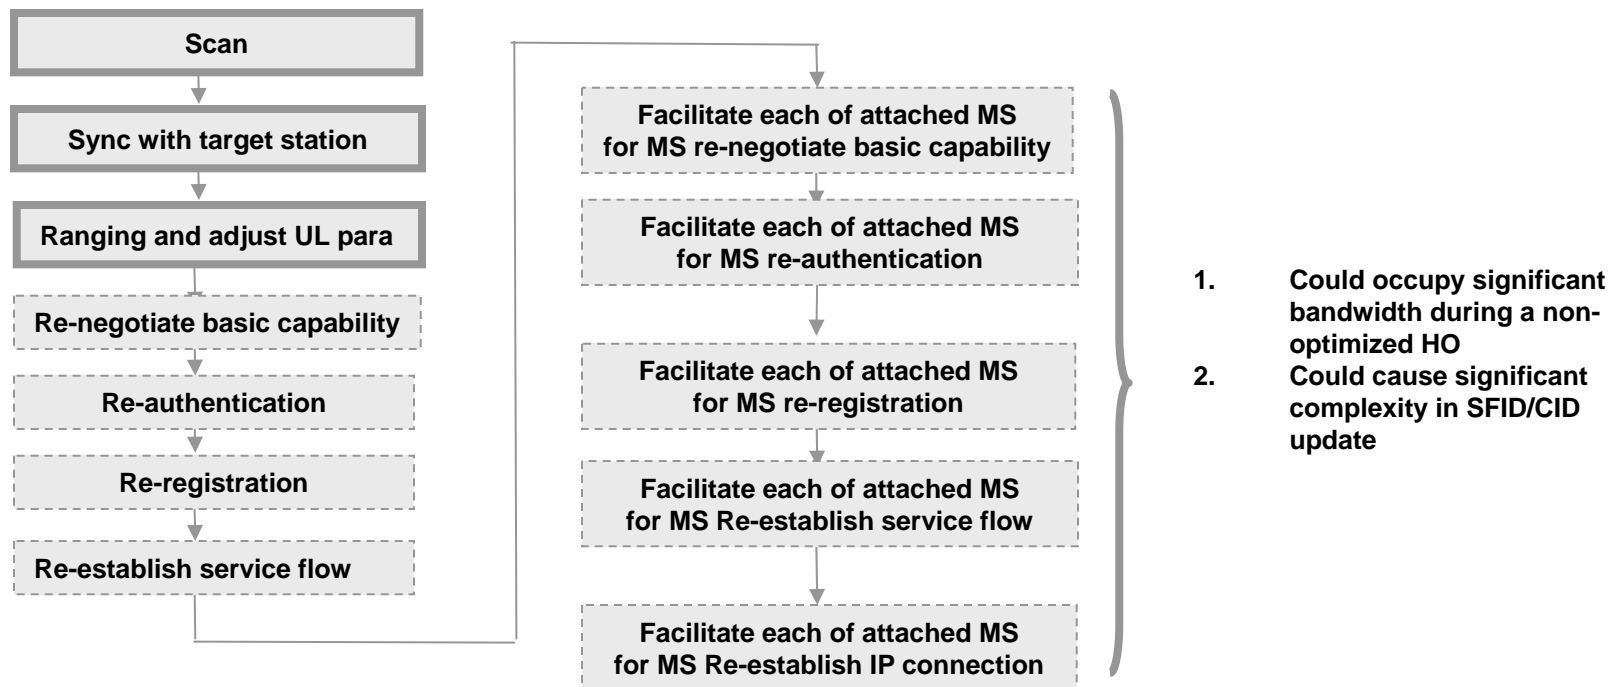 Scan
Sync with target station
Ranging and adjust UL para
Re-negotiate basic capability
Re-authentication
Re-registration
Re-establish service flow
Facilitate each of attached MS
for MS re-negotiate basic capability
Facilitate each of attached MS
for MS re-authentication
Facilitate each of attached MS
for MS re-registration
Facilitate each of attached MS
for MS Re-establish service flow
Facilitate each of attached MS
for MS Re-establish IP connection
1. Could occupy significant
bandwidth during a non-
optimized HO
2. Could cause significant
complexity in SFID/CID
update